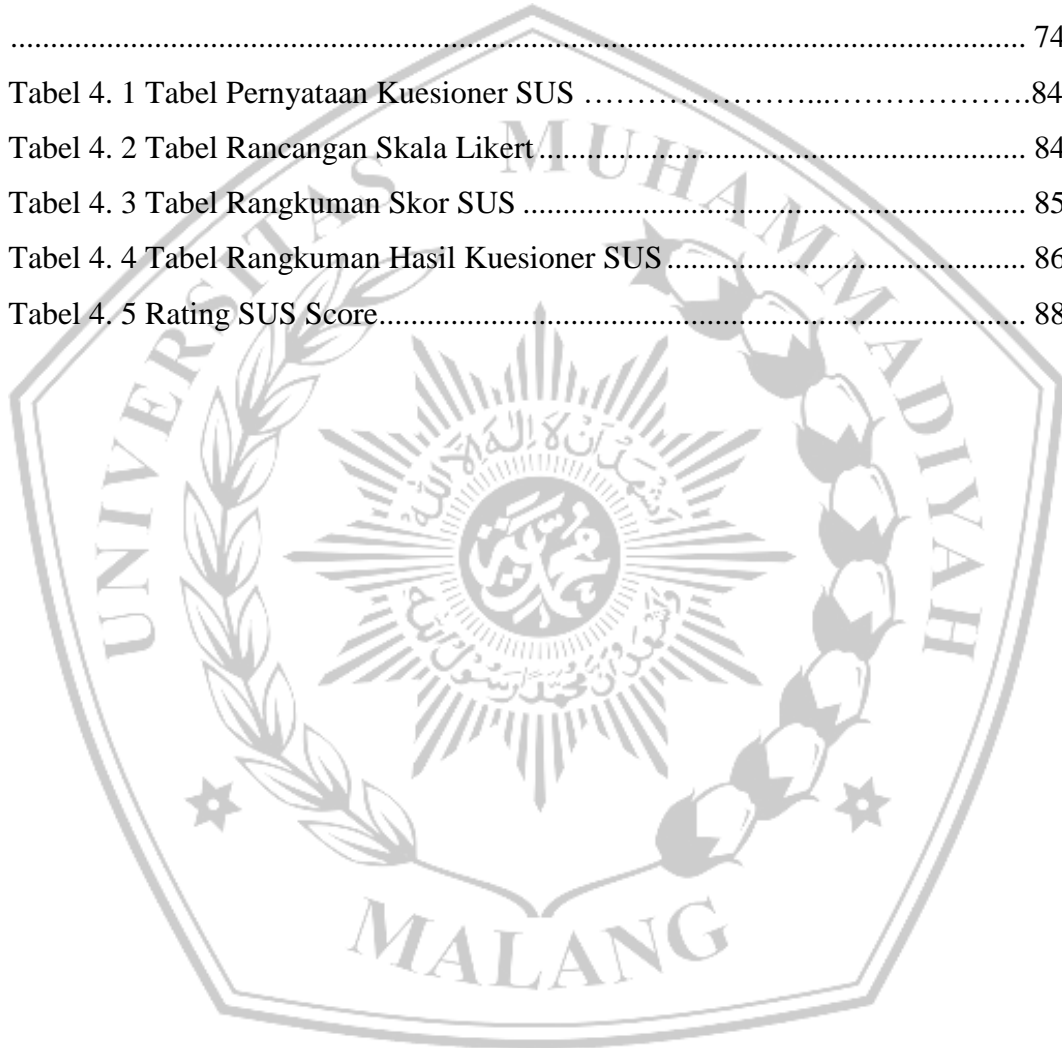 ........................................................................................................................ 74
Tabel 4. 1 Tabel Pernyataan Kuesioner SUS …………………...……………….84
Tabel 4. 2 Tabel Rancangan Skala Likert ............................................................. 84
Tabel 4. 3 Tabel Rangkuman Skor SUS ............................................................... 85
Tabel 4. 4 Tabel Rangkuman Hasil Kuesioner SUS ............................................. 86
Tabel 4. 5 Rating SUS Score................................................................................. 88
UNIVERSITAS MUHAMMADIYAH
MALANG